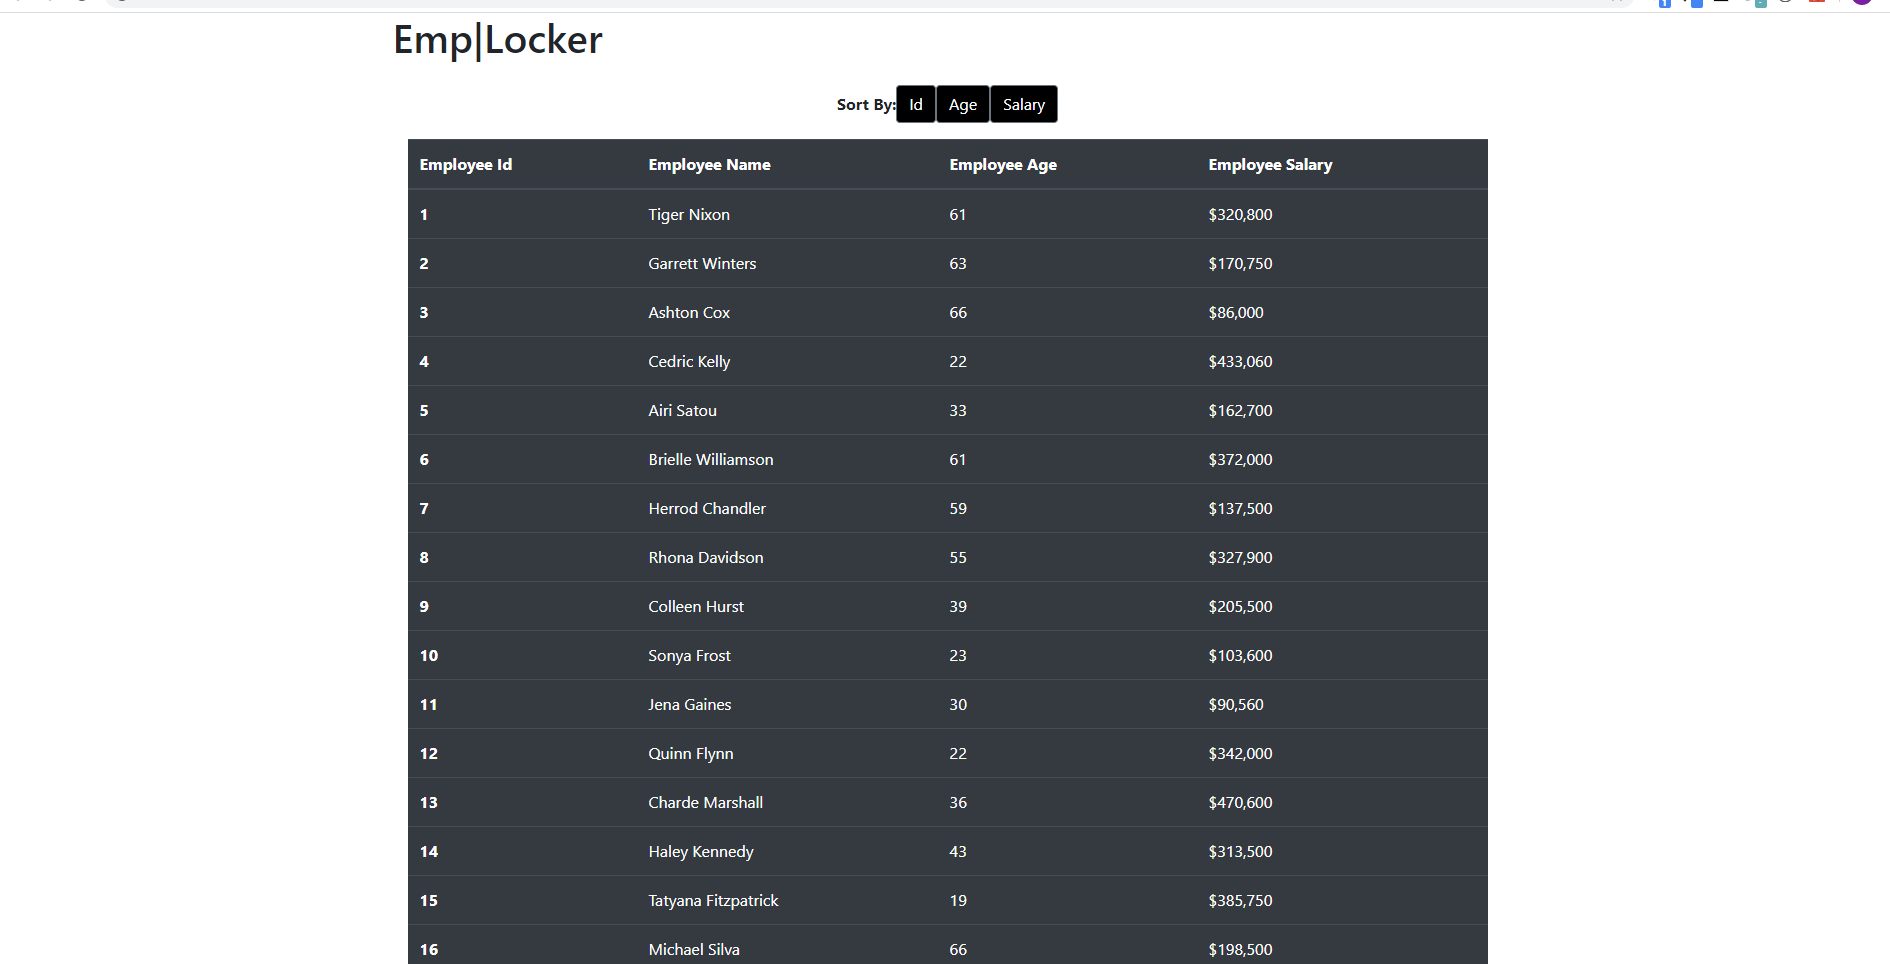 Emp|Locker
Sort By: Id Age Salary
Employee Id Employee Name Employee Age Employee Salary
1 Tiger Nixon 61 $320,800
2 Garrett Winters 63 $170,750
3 Ashton Cox 66 $86,000
4 Cedric Kelly 22 $433,060
5 Airi Satou 33 $162,700
6 Brielle Williamson 61 $372,000
7 Herrod Chandler 59 $137,500
8 Rhona Davidson 55 $327,900
9 Colleen Hurst 39 $205,500
10 Sonya Frost 23 $103,600
11 Jena Gaines 30 $90,560
12 Quinn Flynn 22 $342,000
13 Charde Marshall 36 $470,600
14 Haley Kennedy 43 $313,500
15 Tatyana Fitzpatrick 19 $385,750
16 Michael Silva 66 $198,500